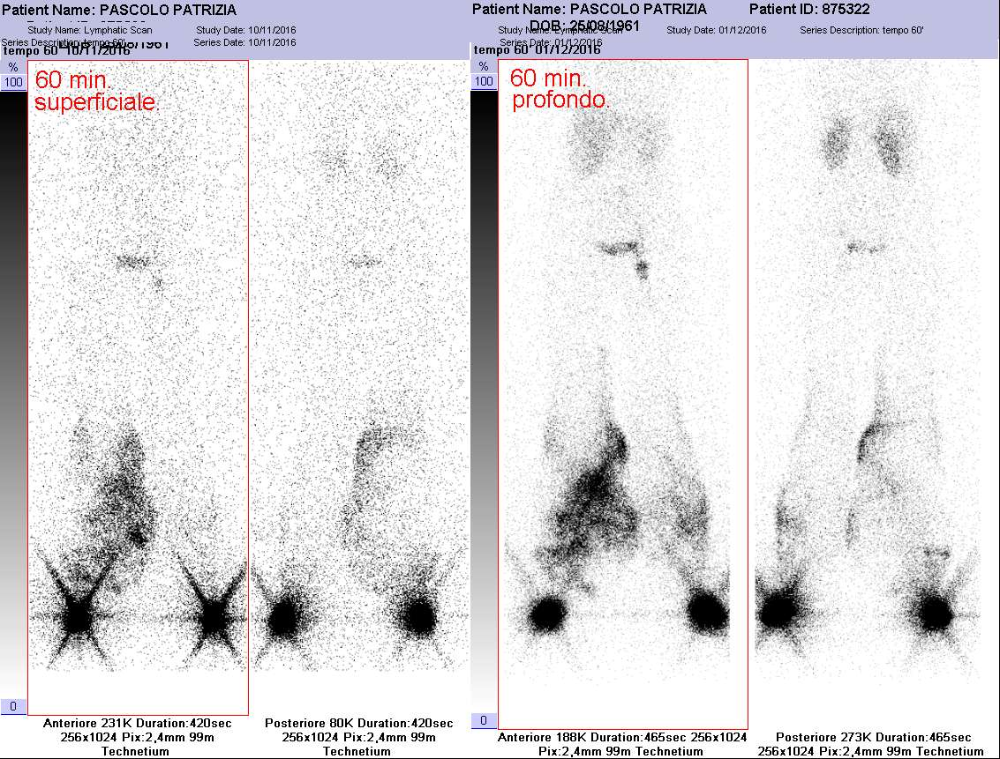 Patient Name: PASCOLO PATRIZIA
Study Name: Lymphatic Scan Study Date: 10/11/2016
Series Description: tempo 60' Series Date: 10/11/2016
tempo 60' 10/11/2016
%
100
60 min.
superficiale.
0
Anteriore 231K Duration:420sec
256x1024 Pix:2,4mm 99m
Technetium
Posteriore 80K Duration:420sec
256x1024 Pix:2,4mm 99m
Technetium
Patient Name: PASCOLO PATRIZIA Patient ID: 875322
DOB: 25/08/1961
Study Name: Lymphatic Scan Study Date: 01/12/2016 Series Description: tempo 60'
Series Date: 01/12/2016
tempo 60' 01/12/2016
%
100
60 min.
profondo.
0
Anteriore 188K Duration:465sec 256x1024
Pix:2,4mm 99m Technetium
Posteriore 273K Duration:465sec
256x1024 Pix:2,4mm 99m Technetium